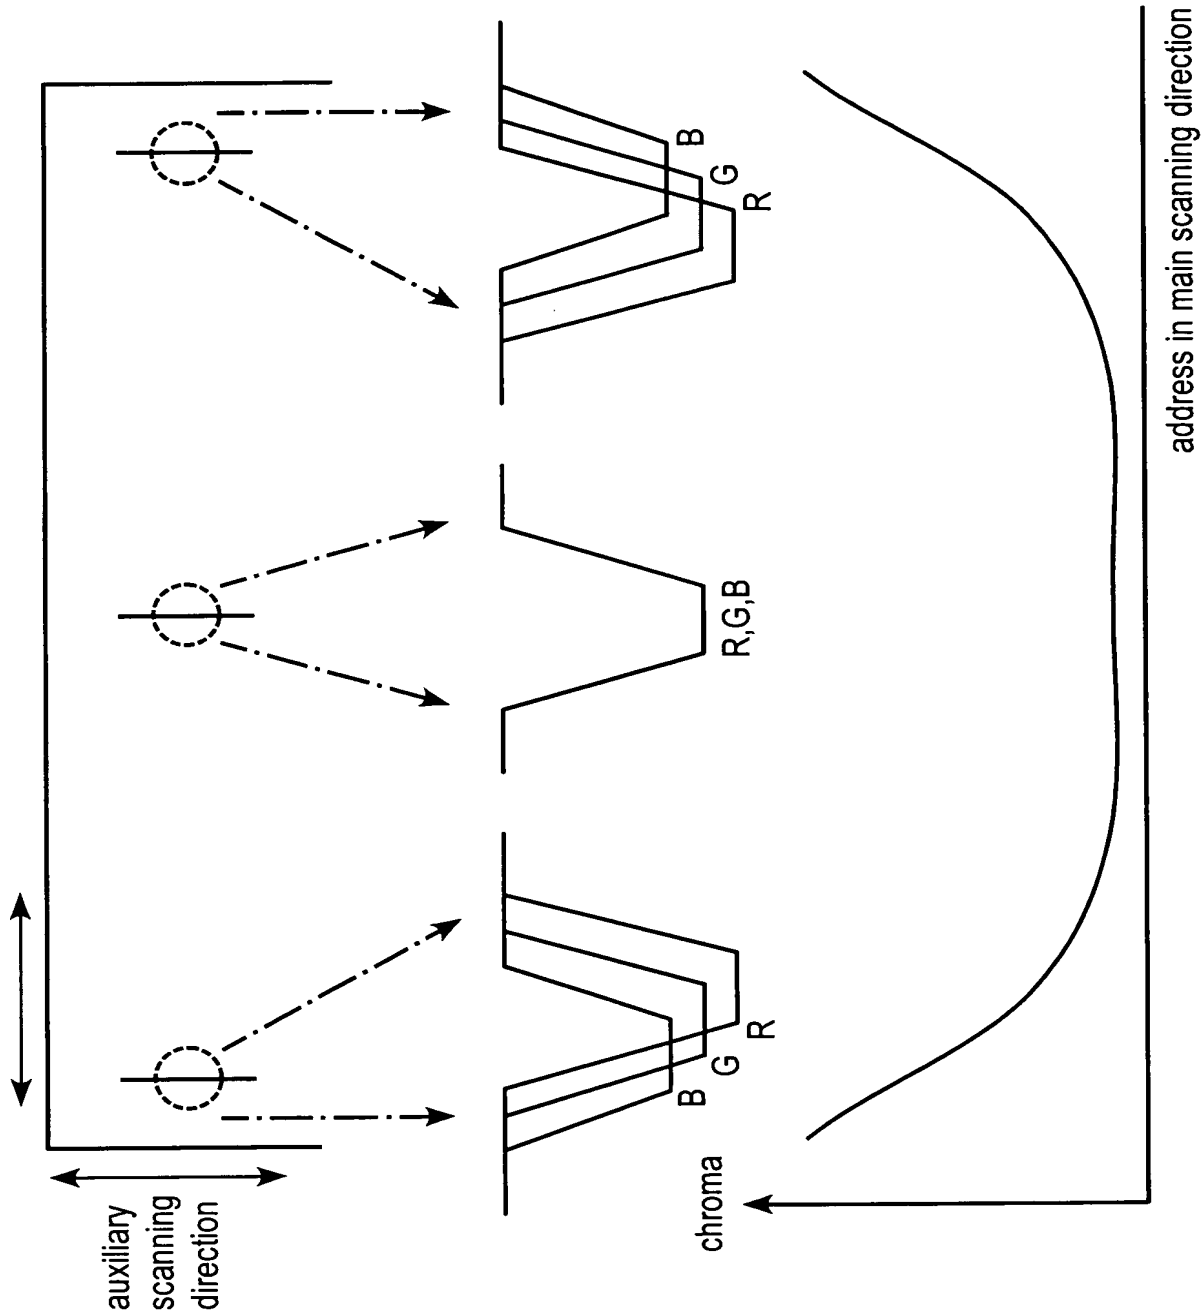 auxiliary
scanning
direction
B
G
R
R,G,B
B
G
R
chroma
address in main scanning direction